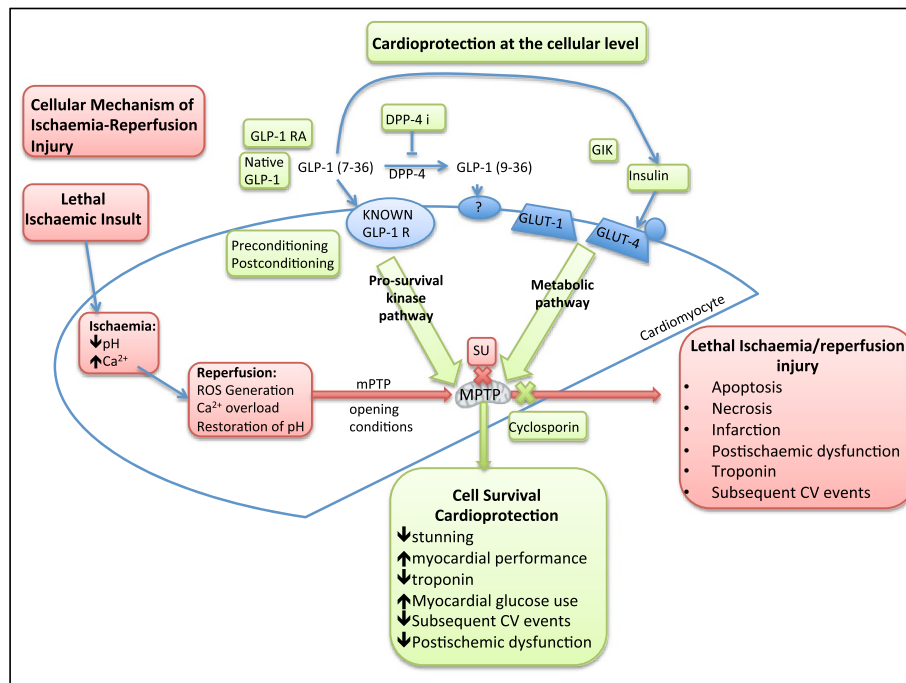 Cardioprotection at the cellular level
Cellular Mechanism of
Ischaemia-Reperfusion
Injury
GLP-1 RA
Native
GLP-1
GLP-1 (7-36)
DPP-4 i
DPP-4
GLP-1 (9-36)
GIK
Insulin
Lethal
Ischaemic Insult
KNOWN
GLP-1 R
?
GLUT-1
GLUT-4
Preconditioning
Postconditioning
Pro-survival
kinase
pathway
Metabolic
pathway
Cardiomyocyte
Ischaemia:
↓pH
↑Ca²⁺
Reperfusion:
ROS Generation
Ca²⁺ overload
Restoration of pH
mPTP
opening
conditions
SU
MPTP
Cyclosporin
Lethal Ischaemia/reperfusion
injury
• Apoptosis
• Necrosis
• Infarction
• Postischaemic dysfunction
• Troponin
• Subsequent CV events
Cell Survival
Cardioprotection
↓stunning
↑myocardial performance
↓troponin
↑Myocardial glucose use
↓Subsequent CV events
↓Postischemic dysfunction